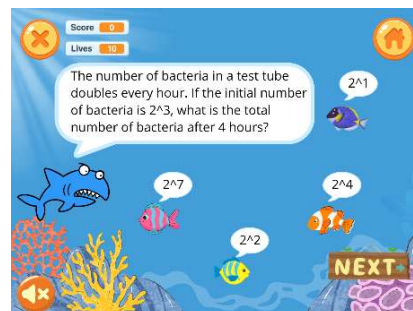 Score 0
Lives 10
The number of bacteria in a test tube
doubles every hour. If the initial number
of bacteria is 2^3, what is the total
number of bacteria after 4 hours?
2^1
2^7
2^4
2^2
NEXT